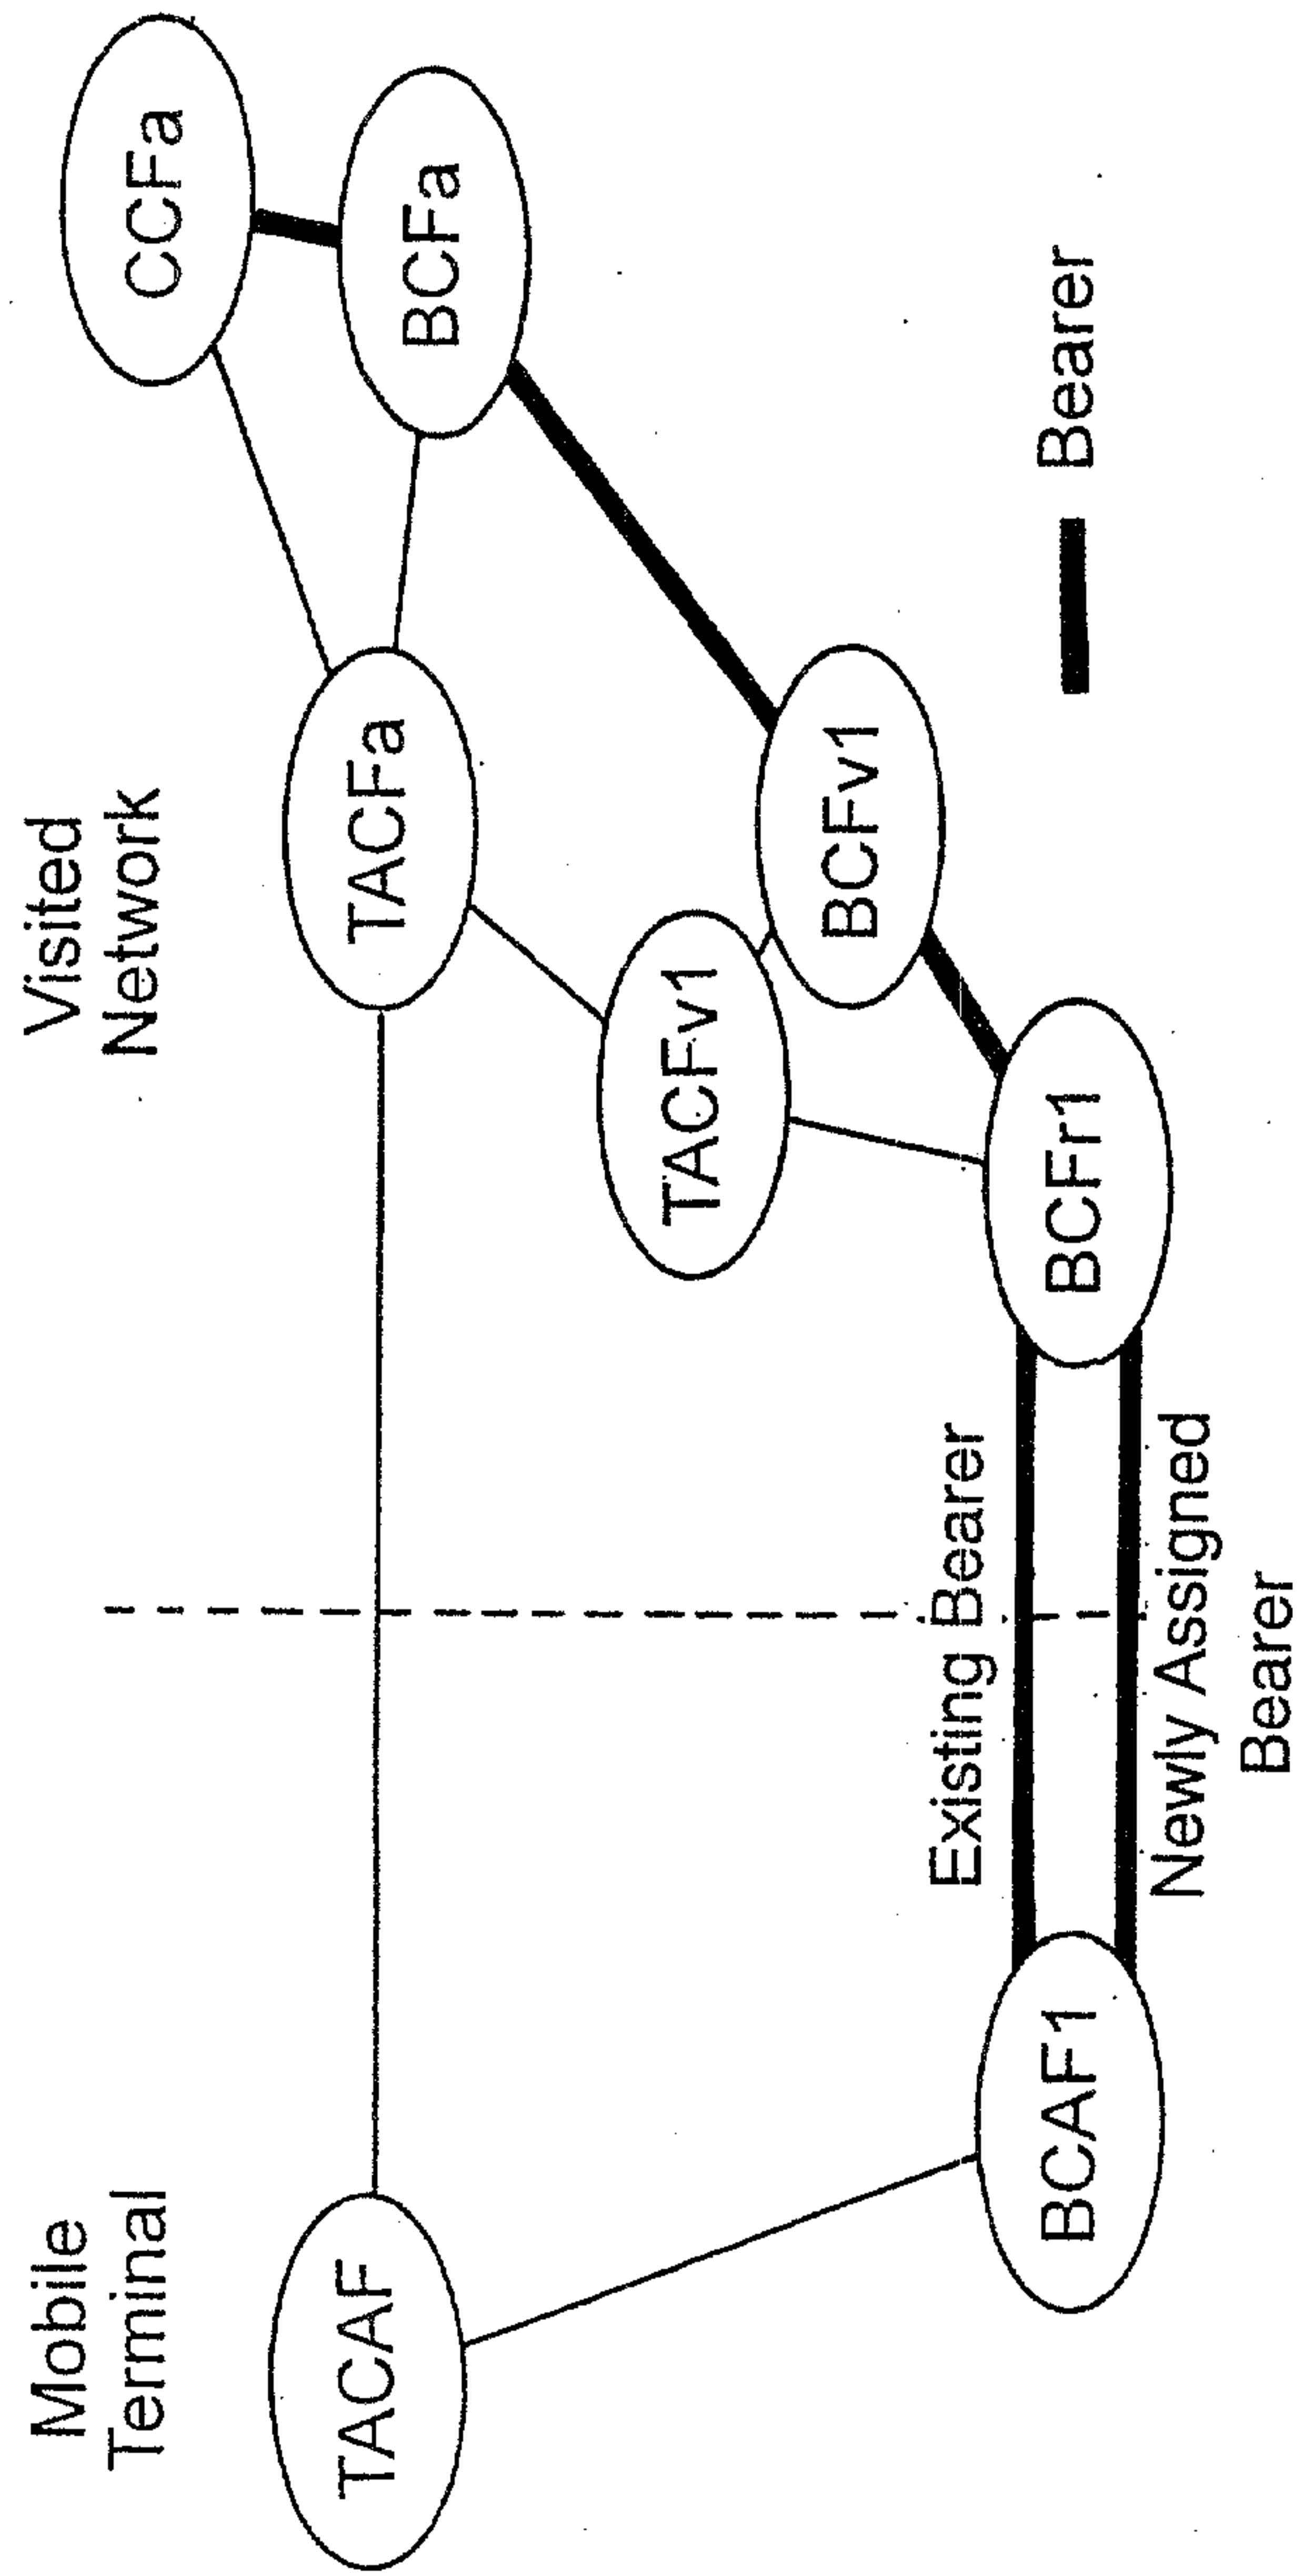 Mobile
Terminal
Visited
Network
TACAF
TACFa
CCFa
BCFa
TACFv1
BCFv1
BCAF1
Existing Bearer
BCFr1
Newly Assigned
Bearer
Bearer